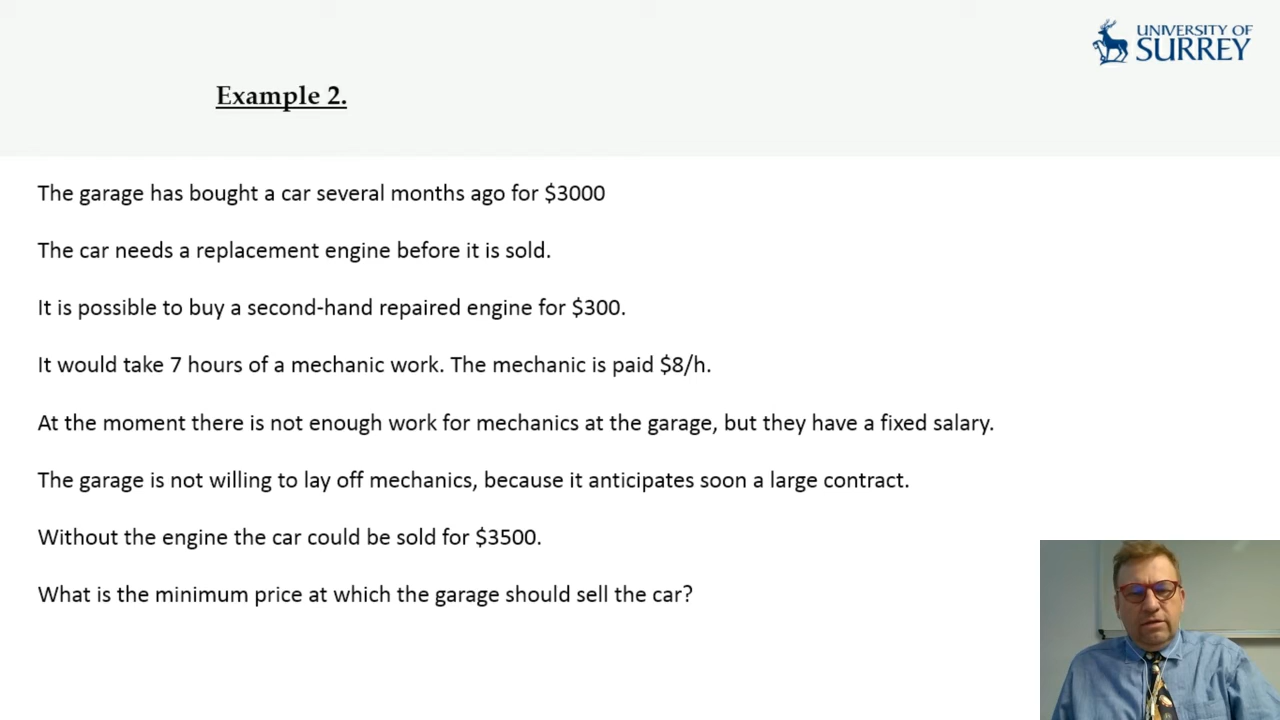 UNIVERSITY OF
SURREY
Example 2.
The garage has bought a car several months ago for $3000
The car needs a replacement engine before it is sold.
It is possible to buy a second-hand repaired engine for $300.
It would take 7 hours of a mechanic work. The mechanic is paid $8/h.
At the moment there is not enough work for mechanics at the garage, but they have a fixed salary.
The garage is not willing to lay off mechanics, because it anticipates soon a large contract.
Without the engine the car could be sold for $3500.
What is the minimum price at which the garage should sell the car?